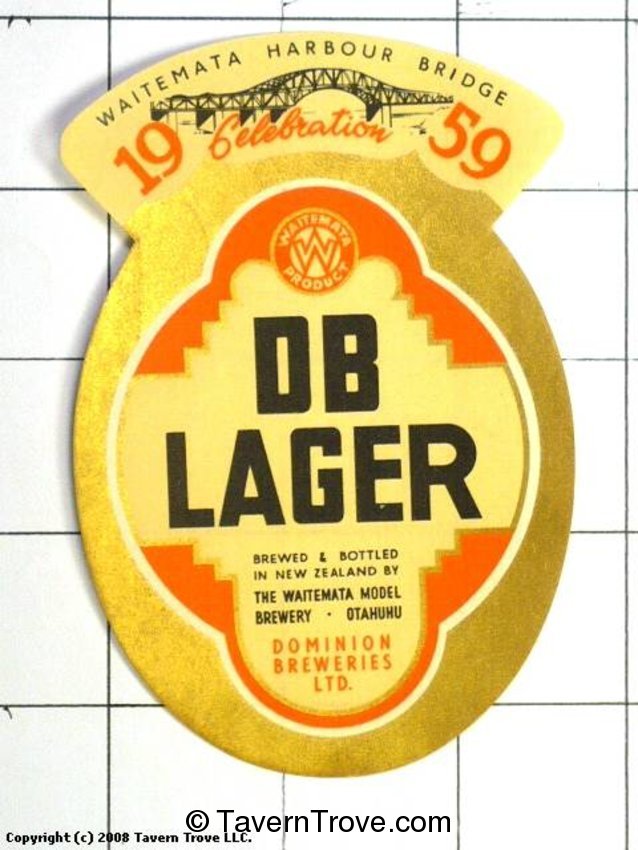 WAITEMATA HARBOUR BRIDGE
19 Celebration 59
WAITEMATA
W
PRODUCT
DB
LAGER
BREWED & BOTTLED
IN NEW ZEALAND BY
THE WAITEMATA MODEL
BREWERY · OTAHUHU
DOMINION
BREWERIES
LTD.
© TavernTrove.com
Copyright (c) 2008 Tavern Trove LLC.